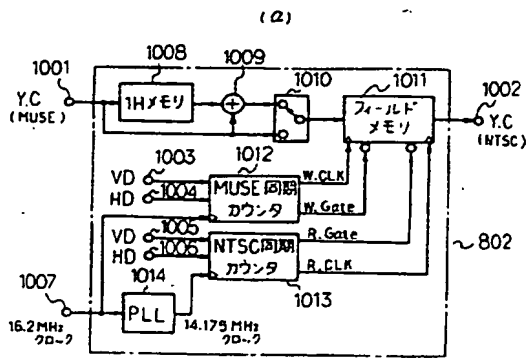 (a)
1008
1009
1001
1010
1011
1002
Y.C
(MUSE)
1Hメモリ
フィールド
メモリ
Y.C
(NTSC)
1003
1012
VD
1004
HD
MUSE同期
カウンタ
W.CLK
W.Gate
1005
VD
1006
HD
NTSC同期
カウンタ
R.Gate
R.CLK
802
1007
1014
1013
PLL
16.2MHz
クロック
14.175MHz
クロック